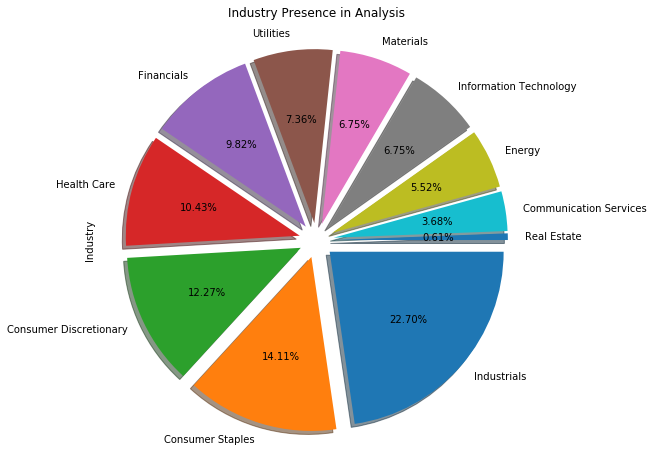 Industry Presence in Analysis
Utilities
Materials
Financials
Information Technology
7.36%
6.75%
9.82%
6.75%
Energy
Health Care
5.52%
10.43%
Communication Services
3.68%
Real Estate
0.61%
Industry
12.27%
Consumer Discretionary
22.70%
14.11%
Industrials
Consumer Staples